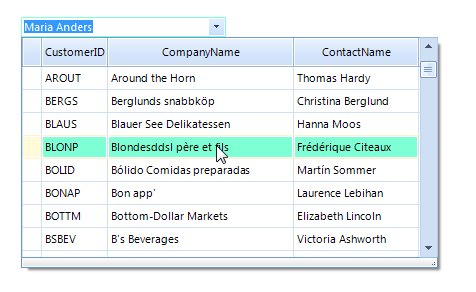 Maria Anders
CustomerID CompanyName ContactName
AROUT Around the Horn Thomas Hardy
BERGS Berglunds snabbköp Christina Berglund
BLAUS Blauer See Delikatessen Hanna Moos
BLONP Blondesddsl père et fils Frédérique Citeaux
BOLID Bólido Comidas preparadas Martín Sommer
BONAP Bon app' Laurence Lebihan
BOTTM Bottom-Dollar Markets Elizabeth Lincoln
BSBEV B's Beverages Victoria Ashworth